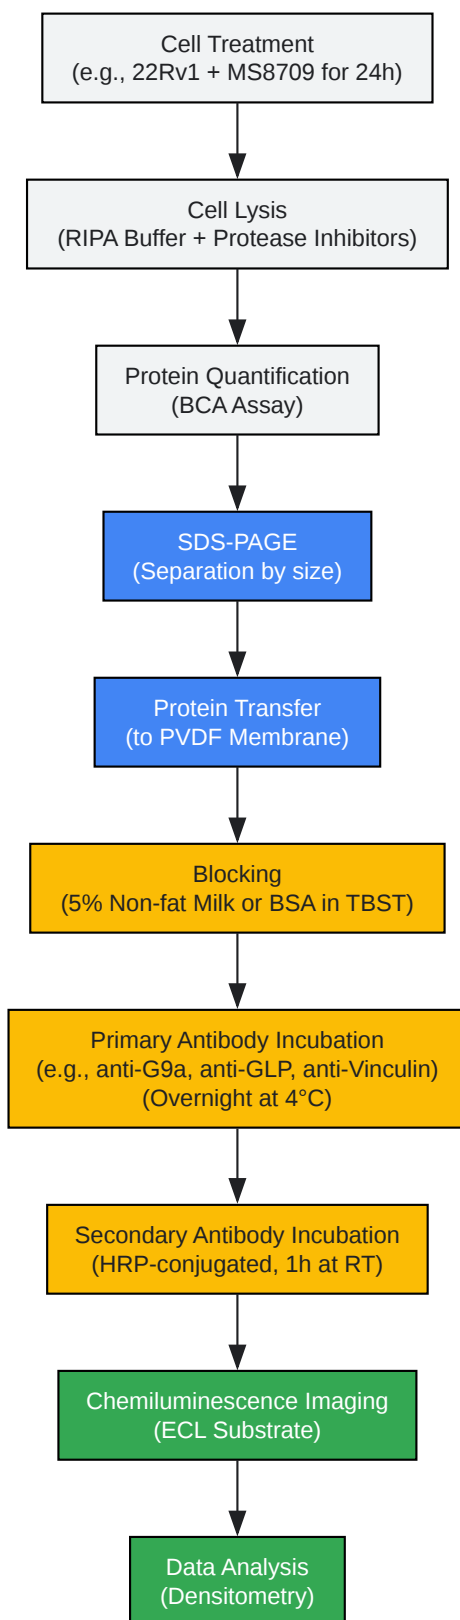 Cell Treatment
(e.g., 22Rv1 + MS8709 for 24h)
Cell Lysis
(RIPA Buffer + Protease Inhibitors)
Protein Quantification
(BCA Assay)
SDS-PAGE
(Separation by size)
Protein Transfer
(to PVDF Membrane)
Blocking
(5% Non-fat Milk or BSA in TBST)
Primary Antibody Incubation
(e.g., anti-G9a, anti-GLP, anti-Vinculin)
(Overnight at 4°C)
Secondary Antibody Incubation
(HRP-conjugated, 1h at RT)
Chemiluminescence Imaging
(ECL Substrate)
Data Analysis
(Densitometry)